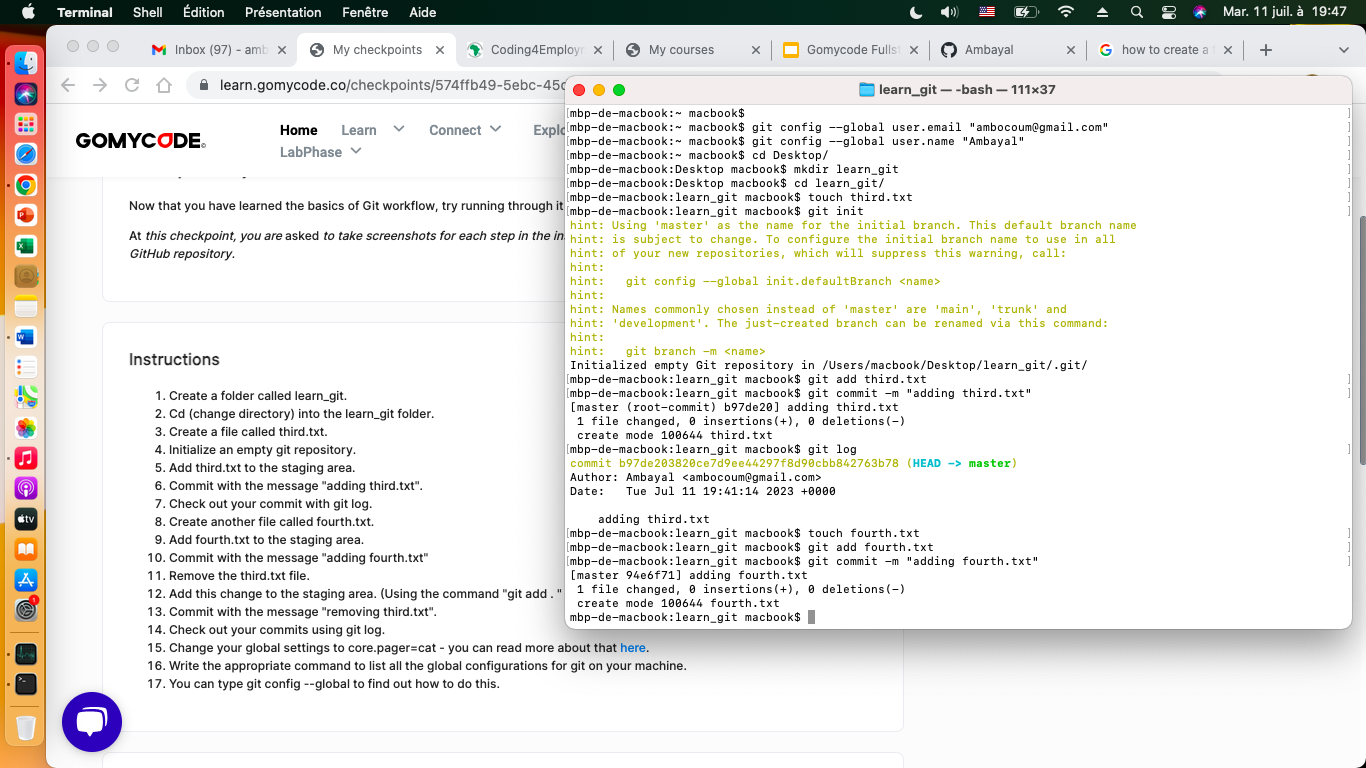 Terminal Shell Édition Présentation Fenêtre Aide Mar. 11 juil. à 19:47
Inbox (97) - amb My checkpoints Coding4Employm My courses Gomycode Fullst Ambayal how to create a
learn.gomycode.co/checkpoints/574ffb49-5ebc-45c
GOMYCODE
Home Learn Connect Explo
LabPhase
Now that you have learned the basics of Git workflow, try running through it
At this checkpoint, you are asked to take screenshots for each step in the in
GitHub repository.
Instructions
1. Create a folder called learn_git.
2. Cd (change directory) into the learn_git folder.
3. Create a file called third.txt.
4. Initialize an empty git repository.
5. Add third.txt to the staging area.
6. Commit with the message "adding third.txt".
7. Check out your commit with git log.
8. Create another file called fourth.txt.
9. Add fourth.txt to the staging area.
10. Commit with the message "adding fourth.txt"
11. Remove the third.txt file.
12. Add this change to the staging area. (Using the command "git add . "
13. Commit with the message "removing third.txt".
14. Check out your commits using git log.
15. Change your global settings to core.pager=cat - you can read more about that here.
16. Write the appropriate command to list all the global configurations for git on your machine.
17. You can type git config --global to find out how to do this.
learn_git — -bash — 111×37
[mbp-de-macbook:~ macbook$ ]
[mbp-de-macbook:~ macbook$ git config --global user.email "ambocoum@gmail.com" ]
[mbp-de-macbook:~ macbook$ git config --global user.name "Ambayal" ]
[mbp-de-macbook:~ macbook$ cd Desktop/ ]
[mbp-de-macbook:Desktop macbook$ mkdir learn_git ]
[mbp-de-macbook:Desktop macbook$ cd learn_git/ ]
[mbp-de-macbook:learn_git macbook$ touch third.txt ]
[mbp-de-macbook:learn_git macbook$ git init ]
hint: Using 'master' as the name for the initial branch. This default branch name
hint: is subject to change. To configure the initial branch name to use in all
hint: of your new repositories, which will suppress this warning, call:
hint:
hint: git config --global init.defaultBranch <name>
hint:
hint: Names commonly chosen instead of 'master' are 'main', 'trunk' and
hint: 'development'. The just-created branch can be renamed via this command:
hint:
hint: git branch -m <name>
Initialized empty Git repository in /Users/macbook/Desktop/learn_git/.git/
[mbp-de-macbook:learn_git macbook$ git add third.txt ]
[mbp-de-macbook:learn_git macbook$ git commit -m "adding third.txt" ]
[master (root-commit) b97de20] adding third.txt
1 file changed, 0 insertions(+), 0 deletions(-)
create mode 100644 third.txt
[mbp-de-macbook:learn_git macbook$ git log ]
commit b97de203820ce7d9ee44297f8d90cbb842763b78 (HEAD -> master)
Author: Ambayal <ambocoum@gmail.com>
Date: Tue Jul 11 19:41:14 2023 +0000
adding third.txt
[mbp-de-macbook:learn_git macbook$ touch fourth.txt ]
[mbp-de-macbook:learn_git macbook$ git add fourth.txt ]
[mbp-de-macbook:learn_git macbook$ git commit -m "adding fourth.txt" ]
[master 94e6f71] adding fourth.txt
1 file changed, 0 insertions(+), 0 deletions(-)
create mode 100644 fourth.txt
mbp-de-macbook:learn_git macbook$